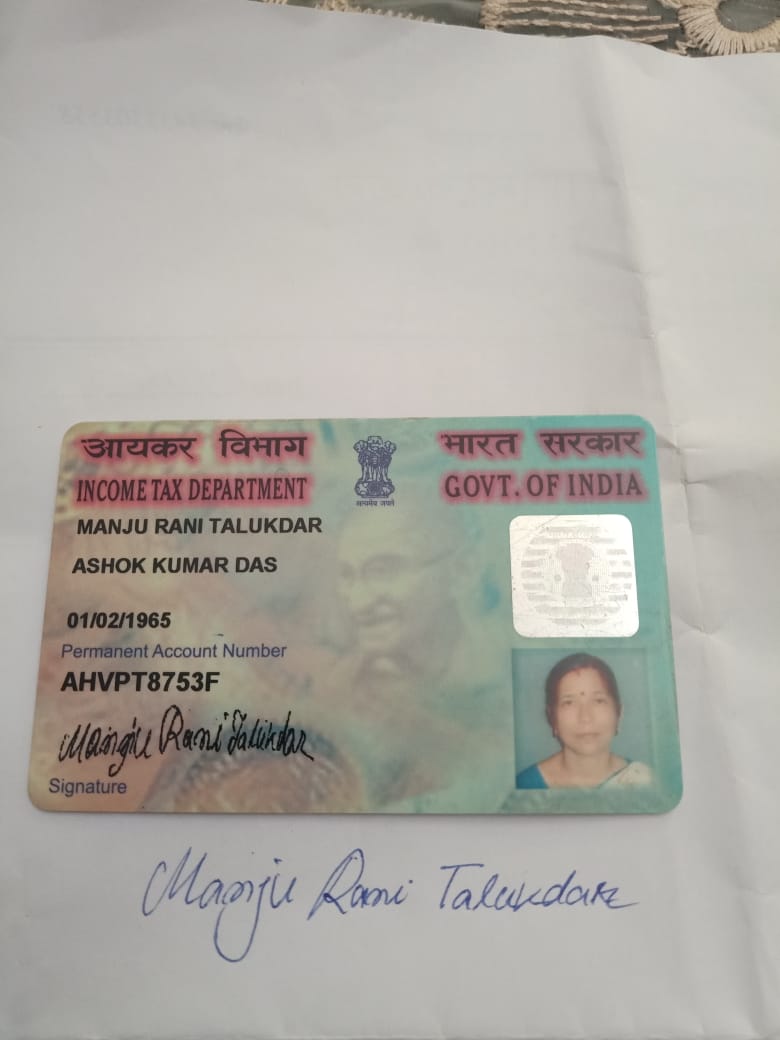 आयकर विभाग
भारत सरकार
INCOME TAX DEPARTMENT
GOVT. OF INDIA
सत्यमेव जयते
MANJU RANI TALUKDAR
ASHOK KUMAR DAS
01/02/1965
Permanent Account Number
AHVPT8753F
Manju Rani Talukdar
Signature
Manju Rani Talukdar